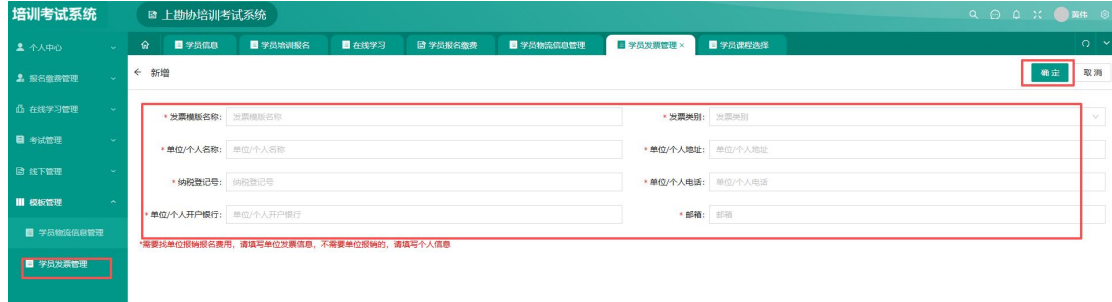 培训考试系统
上勘协培训考试系统
黄伟
个人中心
学员信息
学员培训报名
在线学习
学员报名缴费
学员物流信息管理
学员发票管理 ×
学员课程选择
报名缴费管理
新增
确定
取消
在线学习管理
* 发票模版名称: 发票模版名称
* 发票类别: 发票类别
考试管理
* 单位/个人名称: 单位/个人名称
* 单位/个人地址: 单位/个人地址
线下管理
* 纳税登记号: 纳税登记号
* 单位/个人电话: 单位/个人电话
模板管理
* 单位/个人开户银行: 单位/个人开户银行
* 邮箱: 邮箱
学员物流信息管理
*需要找单位报销报名费用，请填写单位发票信息，不需要单位报销的，请填写个人信息
学员发票管理